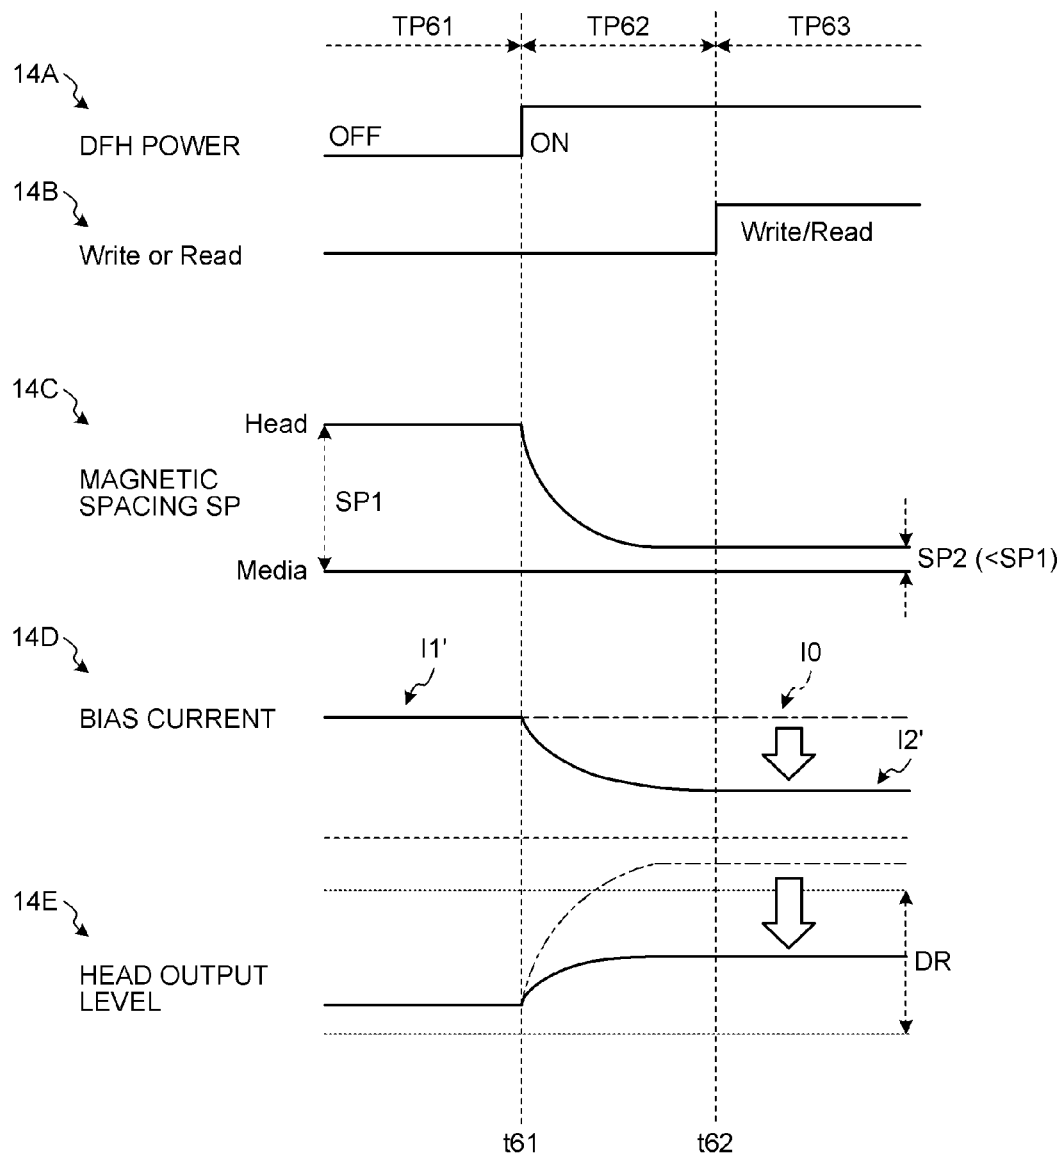 TP61 TP62 TP63
14A
DFH POWER
OFF
ON
14B
Write or Read
Write/Read
14C
MAGNETIC
SPACING SP
Head
SP1
Media
SP2 (<SP1)
14D
BIAS CURRENT
I1'
I0
I2'
14E
HEAD OUTPUT
LEVEL
DR
t61 t62